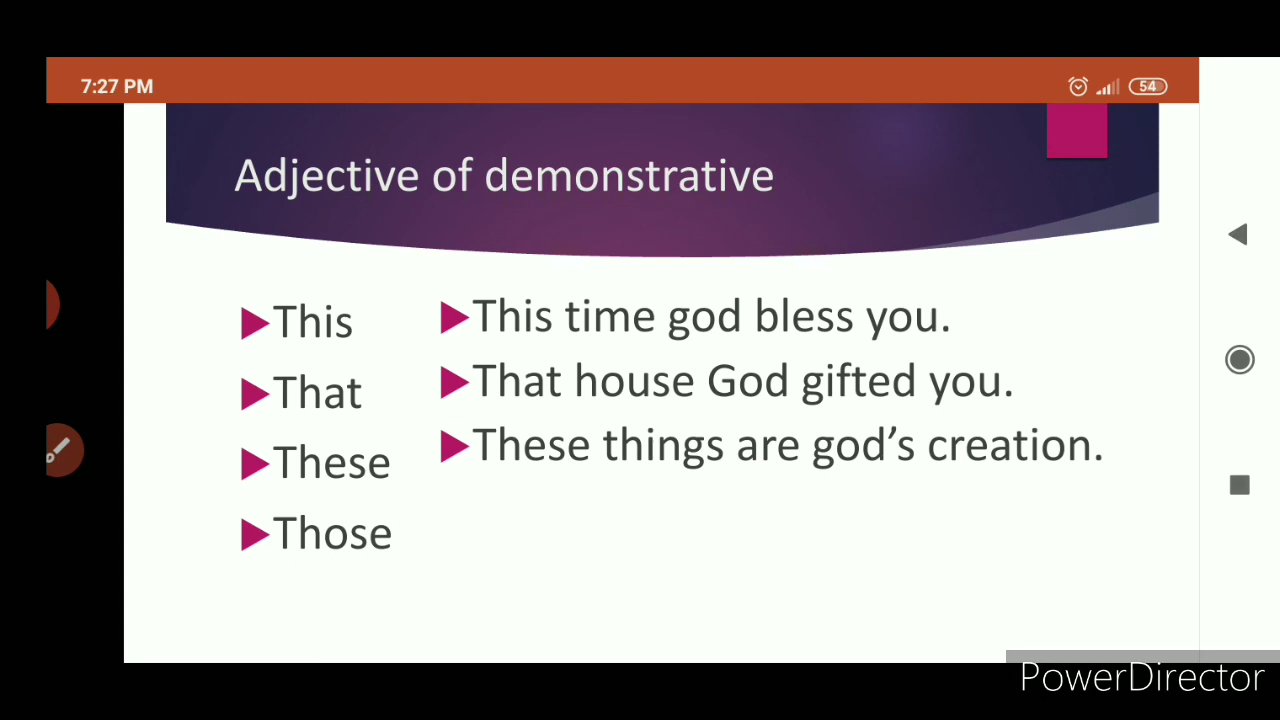 7:27 PM
54
Adjective of demonstrative
This
That
These
Those
This time god bless you.
That house God gifted you.
These things are god’s creation.
PowerDirector